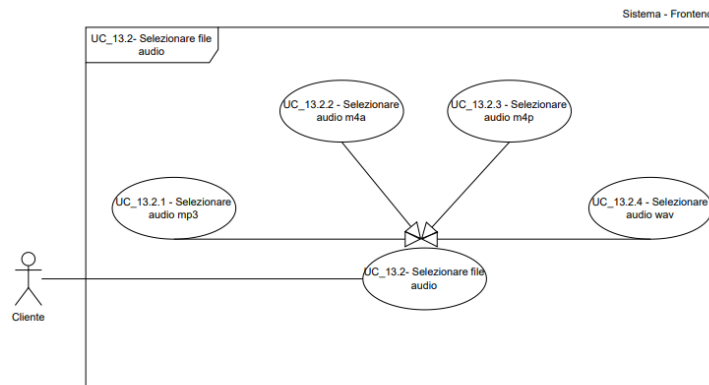 Sistema - Frontend
UC_13.2- Selezionare file
audio
UC_13.2.2 - Selezionare
audio m4a
UC_13.2.3 - Selezionare
audio m4p
UC_13.2.1 - Selezionare
audio mp3
UC_13.2.4 - Selezionare
audio wav
UC_13.2- Selezionare file
audio
Cliente